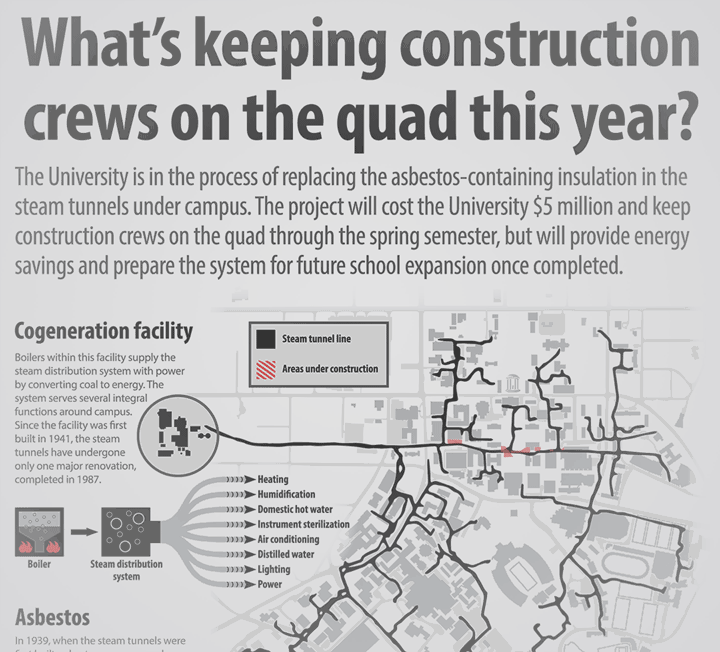 What's keeping construction
crews on the quad this year?
The University is in the process of replacing the asbestos-containing insulation in the
steam tunnels under campus. The project will cost the University $5 million and keep
construction crews on the quad through the spring semester, but will provide energy
savings and prepare the system for future school expansion once completed.
Cogeneration facility
Boilers within this facility supply the
steam distribution system with power
by converting coal to energy. The
system serves several integral
functions around campus.
Since the facility was first
built in 1941, the steam
tunnels have undergone
only one major renovation,
completed in 1987.
Steam tunnel line
Areas under construction
Boiler
Steam distribution
system
Heating
Humidification
Domestic hot water
Instrument sterilization
Air conditioning
Distilled water
Lighting
Power
Asbestos
In 1939, when the steam tunnels were